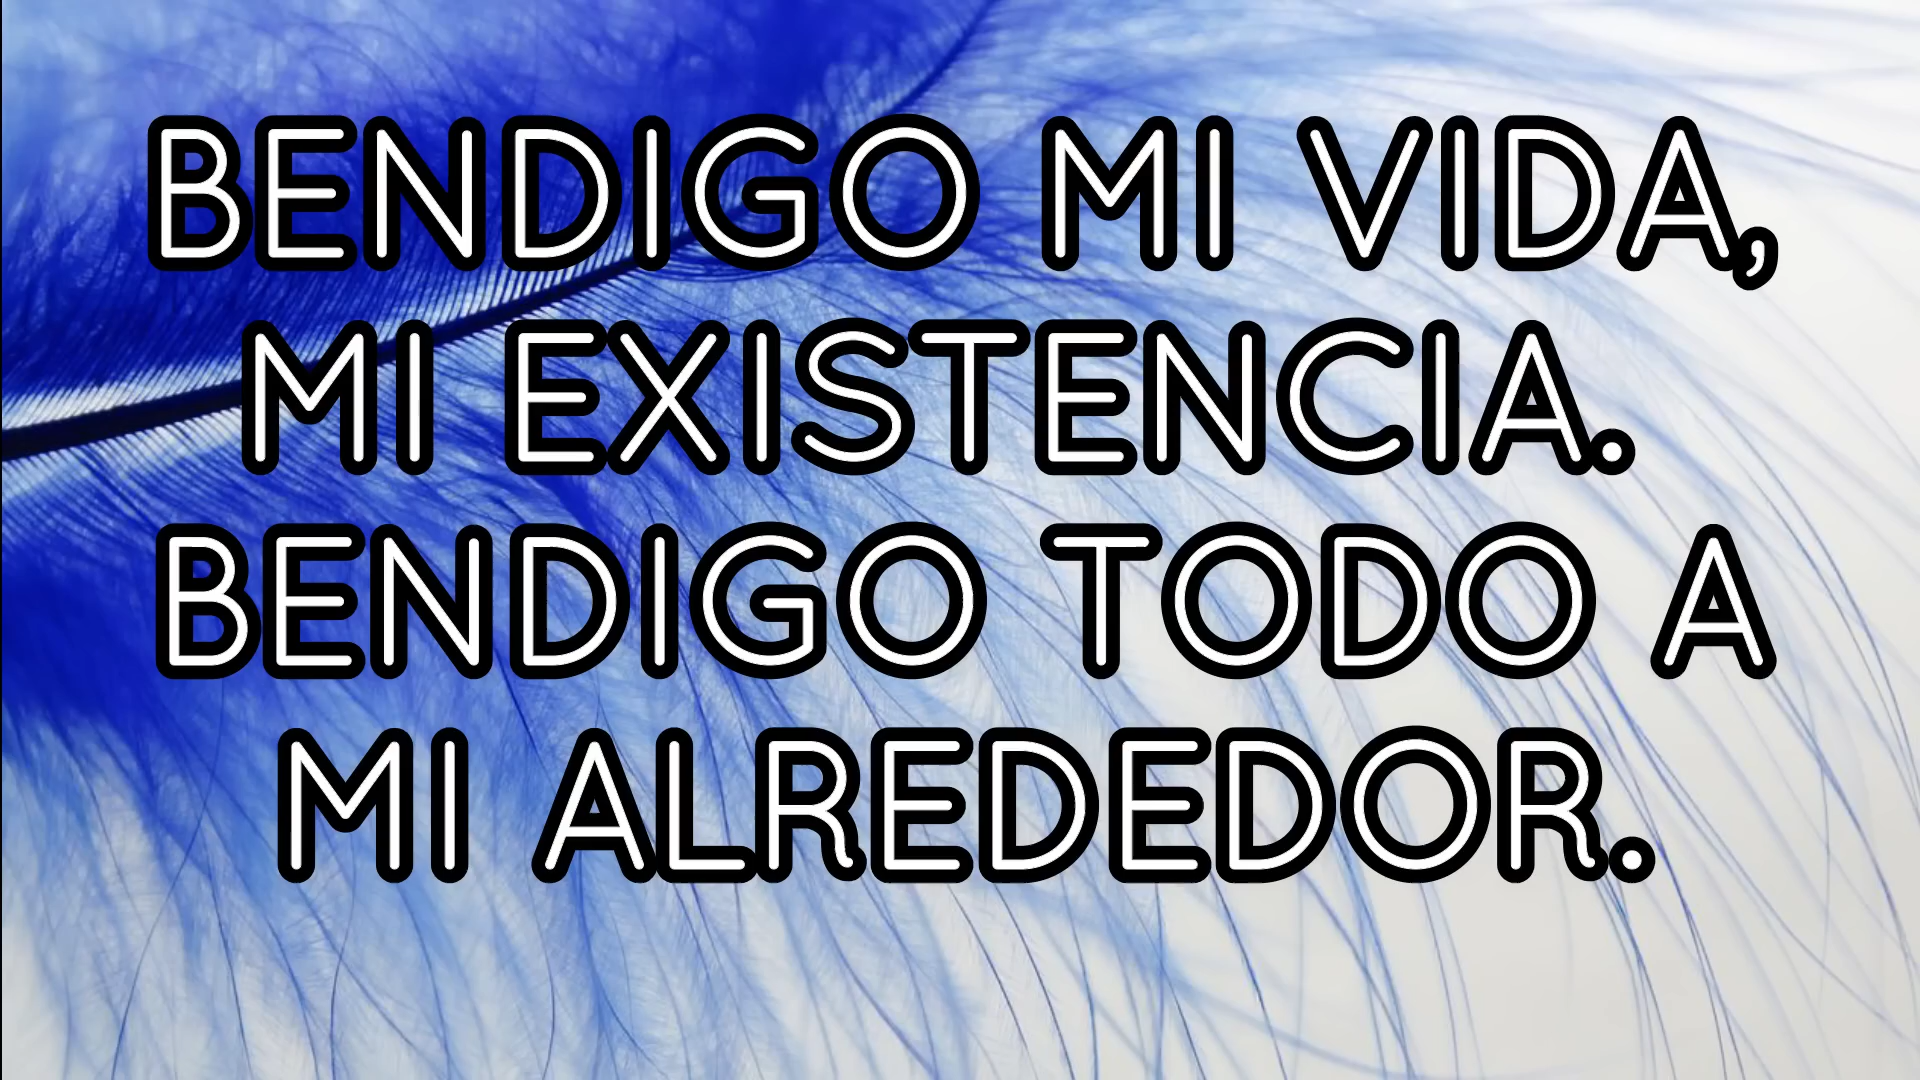 BENDIGO MI VIDA,
MI EXISTENCIA.
BENDIGO TODO A
MI ALREDEDOR.